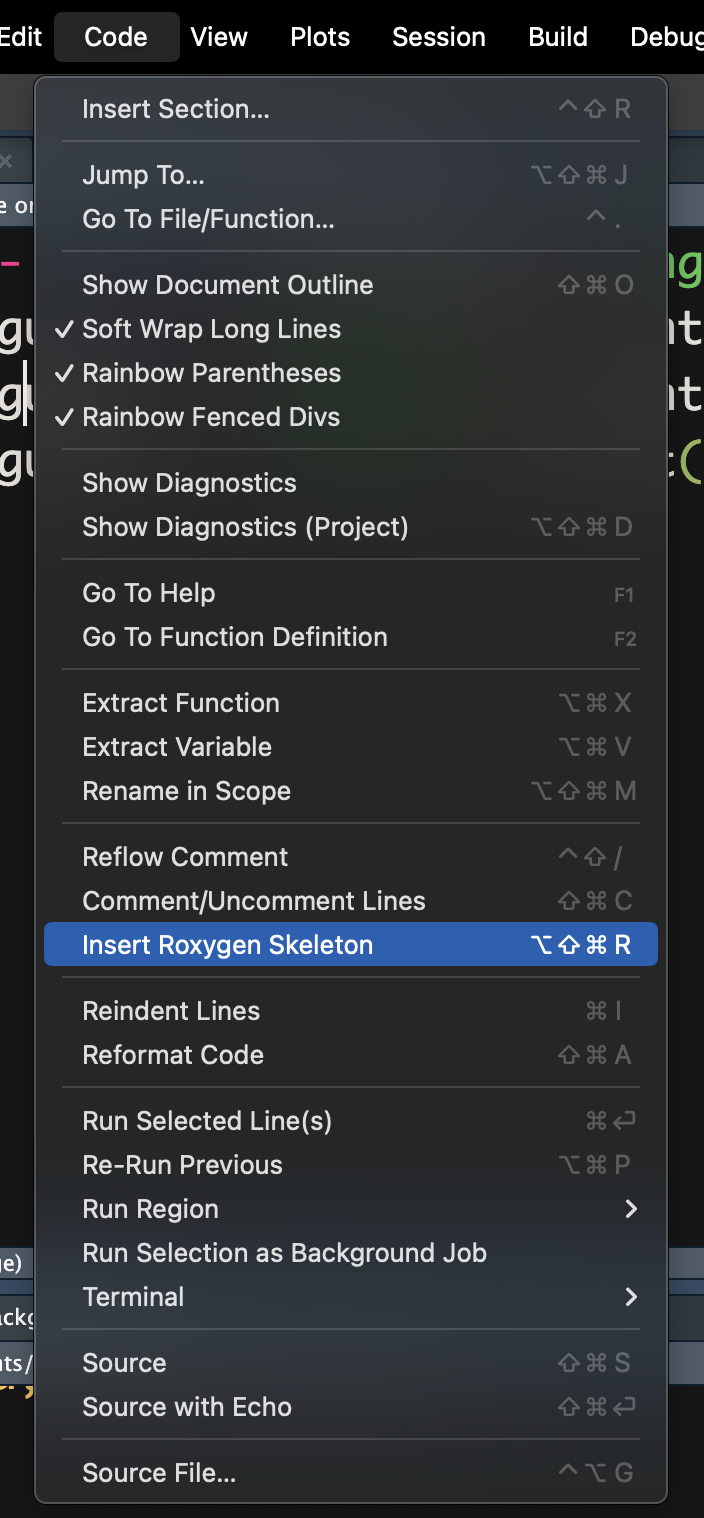 Edit Code View Plots Session Build Debug
Insert Section... ^⇧R
Jump To... ⌥⇧⌘J
Go To File/Function... ^.
Show Document Outline ⇧⌘O
✓ Soft Wrap Long Lines
✓ Rainbow Parentheses
✓ Rainbow Fenced Divs
Show Diagnostics
Show Diagnostics (Project) ⌥⇧⌘D
Go To Help F1
Go To Function Definition F2
Extract Function ⌥⌘X
Extract Variable ⌥⌘V
Rename in Scope ⌥⇧⌘M
Reflow Comment ^⇧/
Comment/Uncomment Lines ⇧⌘C
Insert Roxygen Skeleton ⌥⇧⌘R
Reindent Lines ⌘I
Reformat Code ⇧⌘A
Run Selected Line(s) ⌘↩
Re-Run Previous ⌥⌘P
Run Region >
Run Selection as Background Job
Terminal >
Source ⇧⌘S
Source with Echo ⇧⌘↩
Source File... ^⌥G